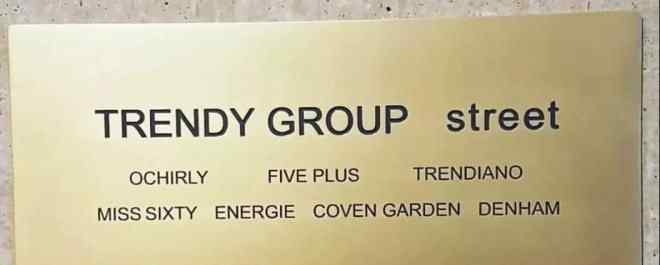 TRENDY GROUP street
OCHIRLY FIVE PLUS TRENDIANO
MISS SIXTY ENERGIE COVEN GARDEN DENHAM